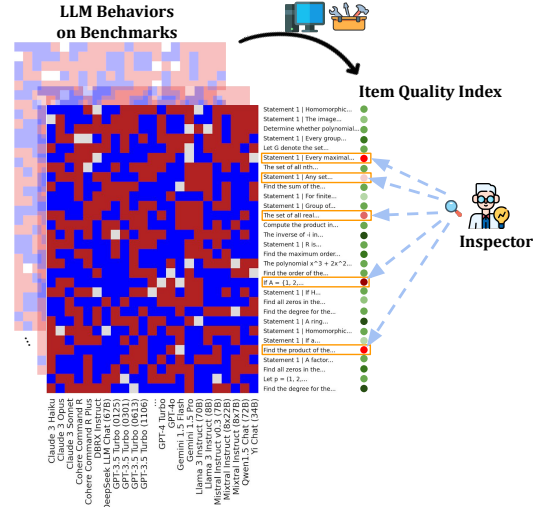 LLM Behaviors
on Benchmarks
Item Quality Index
Statement 1 | Homomorphic...
Statement 1 | The image...
Determine whether polynomial...
Statement 1 | Every group...
Let G denote the set...
Statement 1 | Every maximal...
The set of all nth...
Statement 1 | Any set...
Find the sum of the...
Statement 1 | For finite...
Statement 1 | Group of...
The set of all real...
Compute the product in...
The inverse of -i in,...
Statement 1 | R is...
Find the maximum order...
The polynomial x^3 + 2x^2...
Find the order of the...
If A = {1, 2,...
Statement 1 | If H...
Find all zeros in the...
Find the degree for the...
Statement 1 | A ring...
Statement 1 | Homomorphic...
Statement 1 | If a...
Find the product of the...
Statement 1 | A factor...
Find all zeros in the...
Let p = (1, 2,...
Find the degree for the...
Inspector
...
Claude 3 Haiku
Claude 3 Opus
Claude 3 Sonnet
Cohere Command R
Cohere Command R Plus
DBRX Instruct
DeepSeek LLM Chat (67B)
GPT-3.5 Turbo (0125)
GPT-3.5 Turbo (0301)
GPT-3.5 Turbo (0613)
GPT-3.5 Turbo (1106)
...
GPT-4 Turbo
GPT-4o
Gemini 1.5 Flash
Gemini 1.5 Pro
Llama 3 Instruct (70B)
Llama 3 Instruct (8B)
Mistral Instruct v0.3 (7B)
Mixtral Instruct (8x22B)
Mixtral Instruct (8x7B)
Qwen1.5 Chat (72B)
Yi Chat (34B)